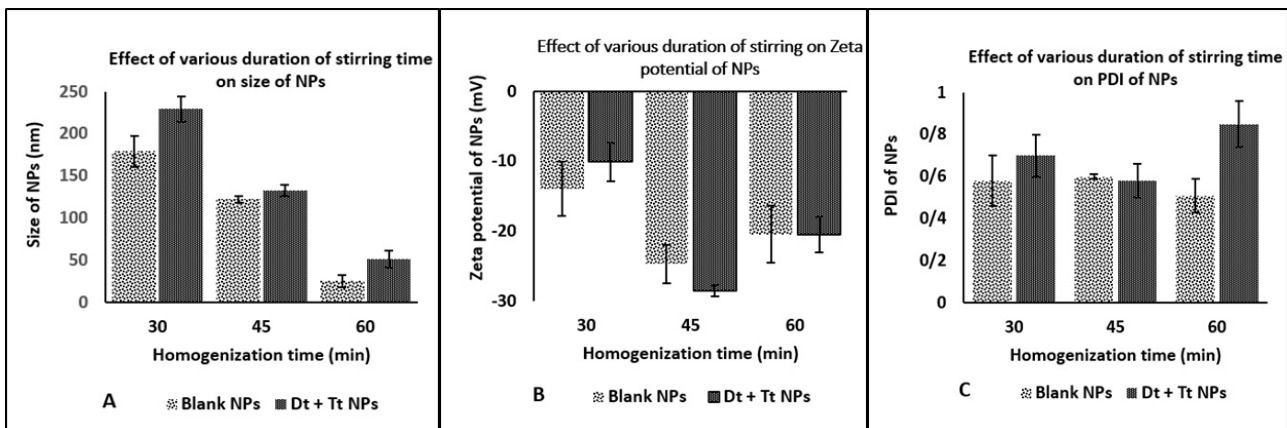 Effect of various duration of stirring time
on size of NPs
Size of NPs (nm)
250
200
150
100
50
0
30 45 60
Homogenization time (min)
A
Blank NPs Dt + Tt NPs
Effect of various duration of stirring on Zeta
potential of NPs
Zeta potential of NPs (mV)
0
-10
-20
-30
30 45 60
Homogenization time (min)
B
Blank NPs Dt + Tt NPs
Effect of various duration of stirring time
on PDI of NPs
PDI of NPs
1
0/8
0/6
0/4
0/2
0
30 45 60
Homogenization time (min)
C
Blank NPs Dt + Tt NPs